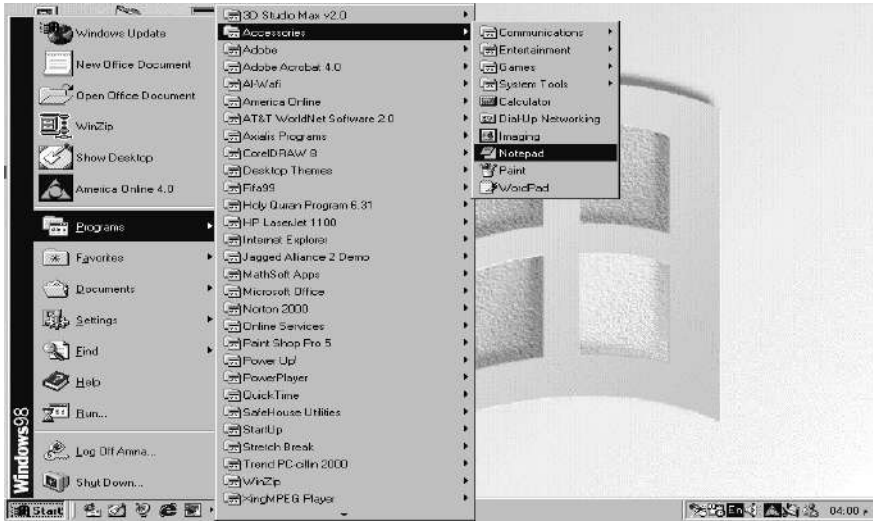 Windows Update
New Office Document
Open Office Document
WinZip
Show Desktop
America Online 4.0
Programs
Favorites
Documents
Settings
Find
Help
Run...
Log Off Amna...
Shut Down...
Windows98
3D Studio Max v2.0
Accessories
Adobe
Adobe Acrobat 4.0
Al-Wafi
America Online
AT&T WorldNet Software 2.0
Axialis Programs
CorelDRAW 8
Desktop Themes
Fifa99
Holy Quran Program 6.31
HP LaserJet 1100
Internet Explorer
Jagged Alliance 2 Demo
MathSoft Apps
Microsoft Office
Norton 2000
Online Services
Paint Shop Pro 5
Power Up!
PowerPlayer
QuickTime
SafeHouse Utilities
StartUp
Stretch Break
Trend PC-cillin 2000
WinZip
XingMPEG Player
Communications
Entertainment
Games
System Tools
Calculator
Dial-Up Networking
Imaging
Notepad
Paint
WordPad
Start
En
04:00 م